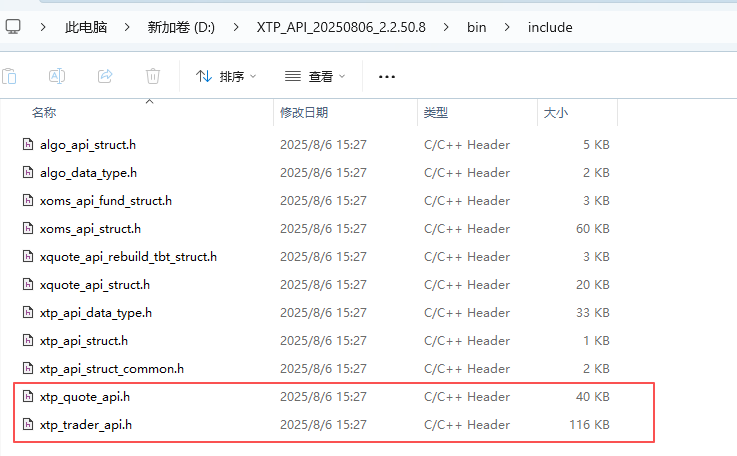 此电脑 > 新加卷 (D:) > XTP_API_20250806_2.2.50.8 > bin > include
排序 查看 ...
名称 修改日期 类型 大小
algo_api_struct.h 2025/8/6 15:27 C/C++ Header 5 KB
algo_data_type.h 2025/8/6 15:27 C/C++ Header 2 KB
xoms_api_fund_struct.h 2025/8/6 15:27 C/C++ Header 3 KB
xoms_api_struct.h 2025/8/6 15:27 C/C++ Header 60 KB
xquote_api_rebuild_tbt_struct.h 2025/8/6 15:27 C/C++ Header 3 KB
xquote_api_struct.h 2025/8/6 15:27 C/C++ Header 20 KB
xtp_api_data_type.h 2025/8/6 15:27 C/C++ Header 33 KB
xtp_api_struct.h 2025/8/6 15:27 C/C++ Header 1 KB
xtp_api_struct_common.h 2025/8/6 15:27 C/C++ Header 2 KB
xtp_quote_api.h 2025/8/6 15:27 C/C++ Header 40 KB
xtp_trader_api.h 2025/8/6 15:27 C/C++ Header 116 KB